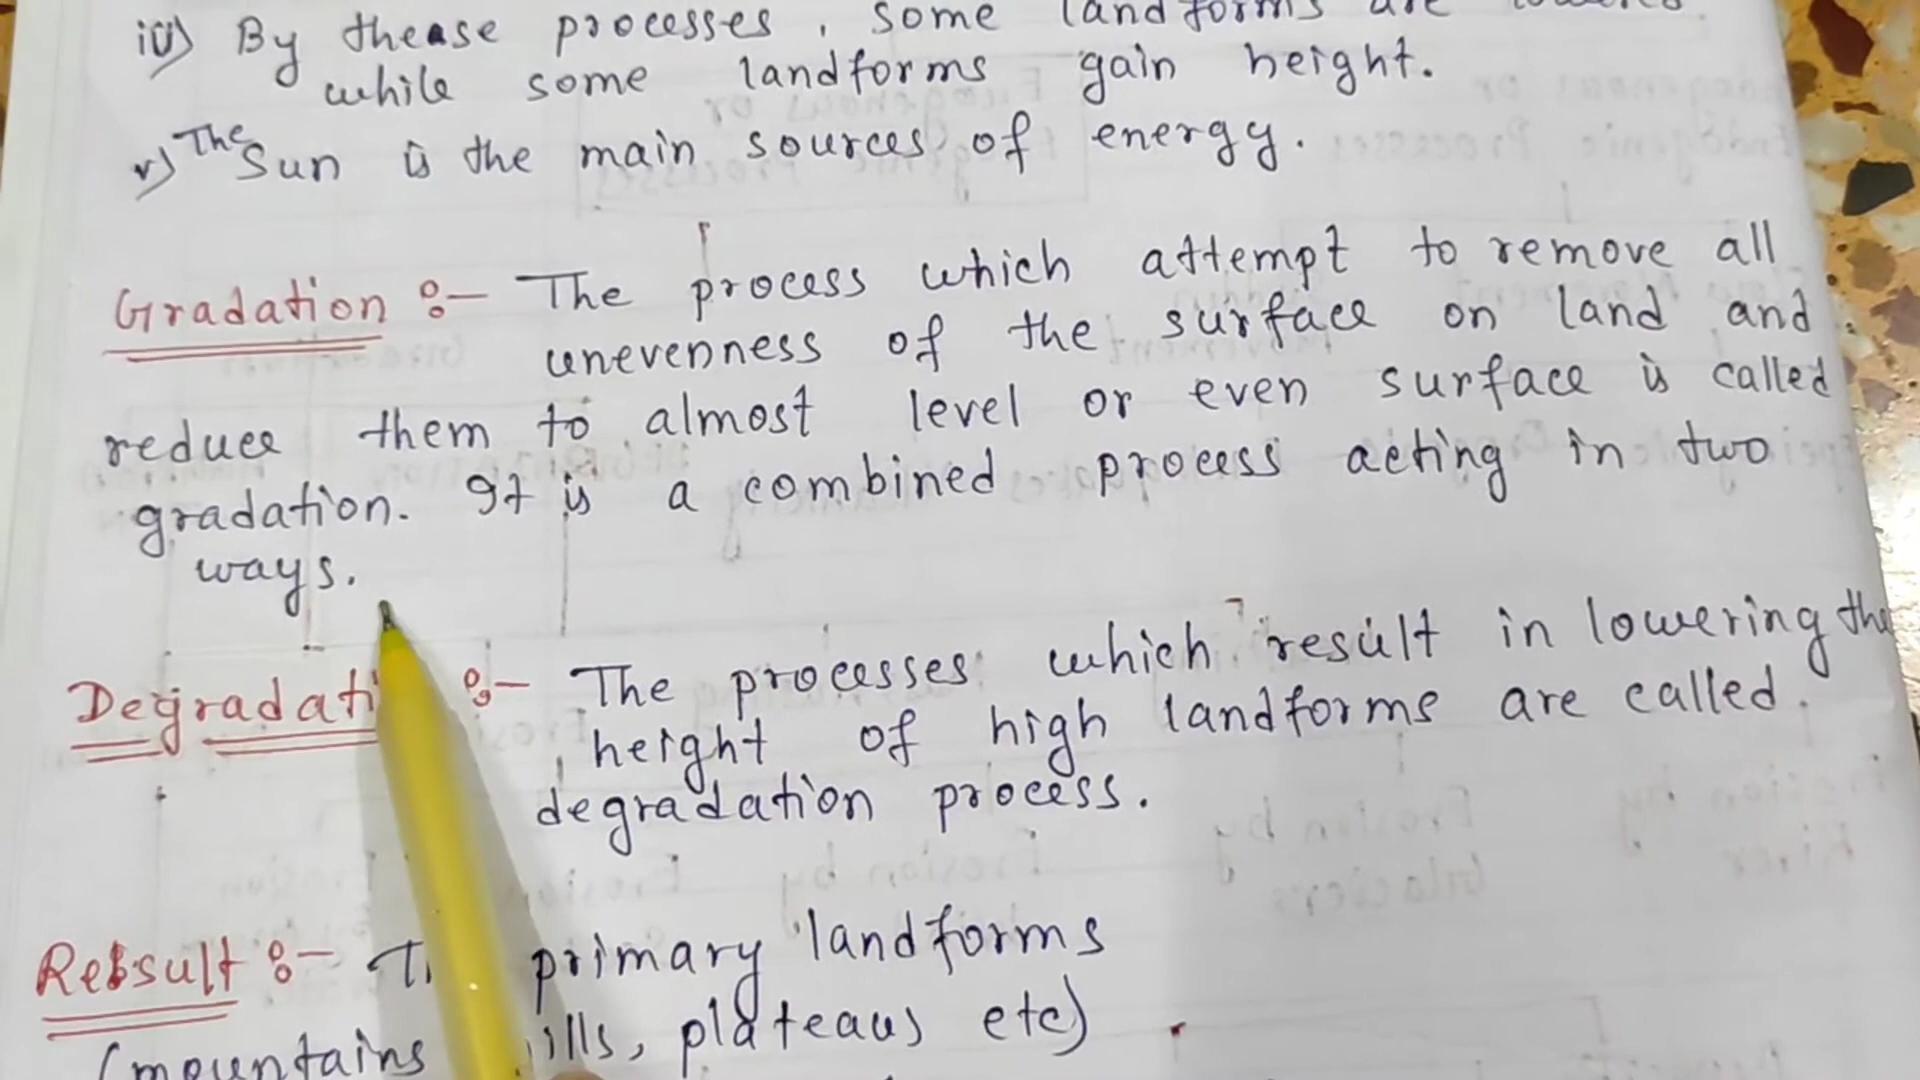 iv) By thease processes, some landforms are
while some landforms gain height.
v) The Sun is the main sources of energy.
Gradation :- The process which attempt to remove all
unevenness of the surface on land and
reduce them to almost level or even surface is called
gradation. It is a combined process acting in two
ways.
Degradati :- The processes which result in lowering the
height of high landforms are called
degradation process.
Result :- primary landforms
(mountains ills, plateaus etc)